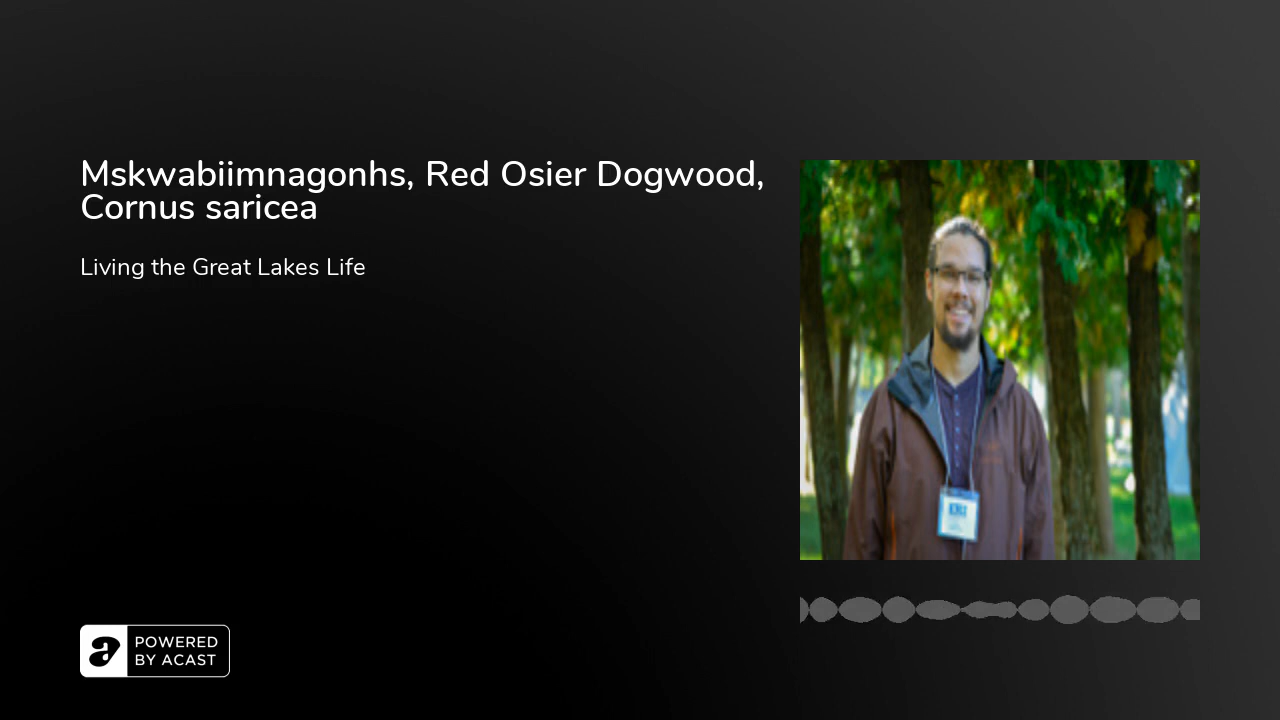 Mskwabiimnagonhs, Red Osier Dogwood,
Cornus saricea
Living the Great Lakes Life
POWERED
BY ACAST